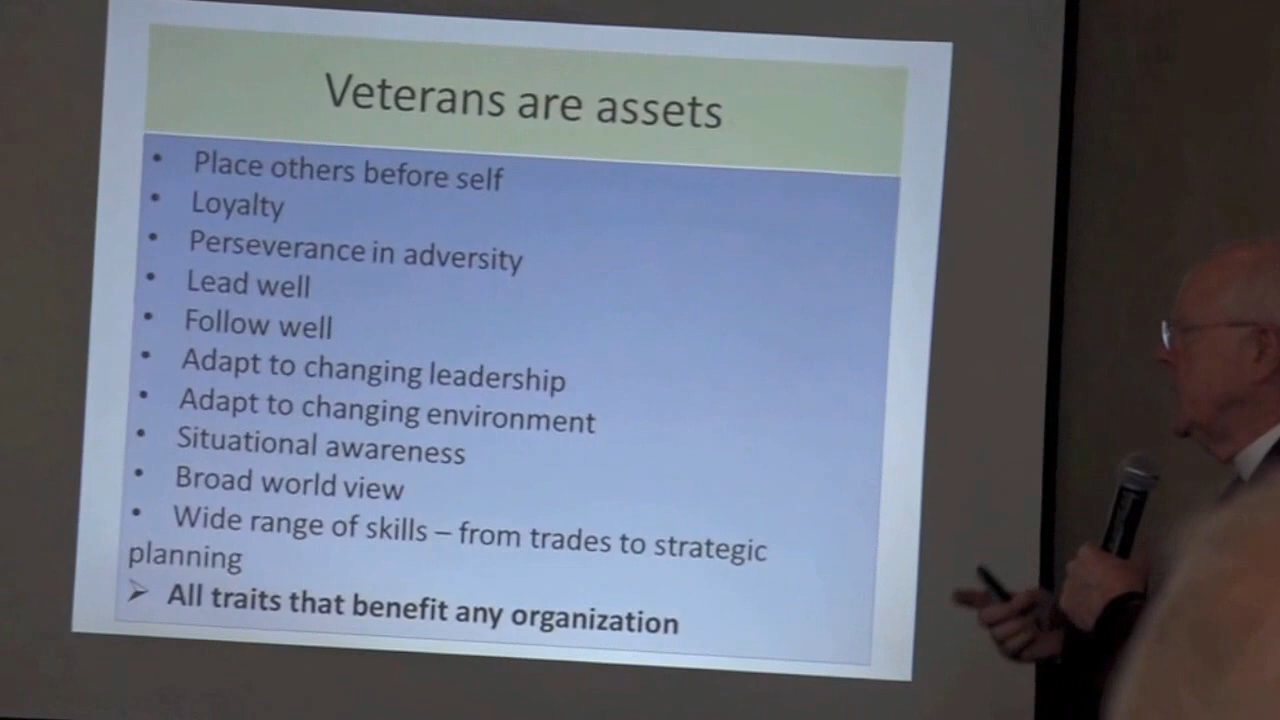 Veterans are assets
• Place others before self
• Loyalty
• Perseverance in adversity
• Lead well
• Follow well
• Adapt to changing leadership
• Adapt to changing environment
• Situational awareness
• Broad world view
• Wide range of skills – from trades to strategic
planning
➢ All traits that benefit any organization